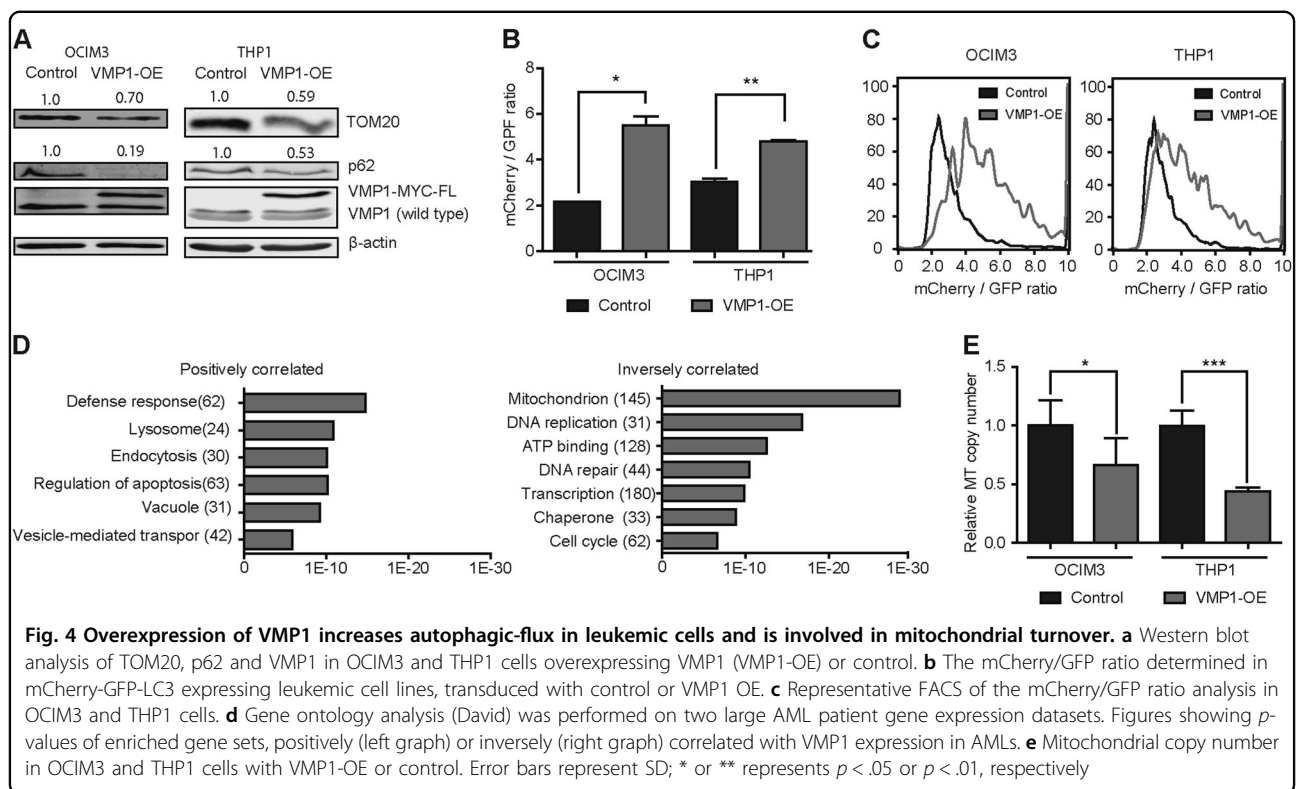 A
OCIM3
THP1
Control VMP1-OE
Control VMP1-OE
1.0 0.70
1.0 0.59
TOM20
1.0 0.19
1.0 0.53
p62
VMP1-MYC-FL
VMP1 (wild type)
β-actin
B
mCherry / GPF ratio
8
6
4
2
0
*
**
OCIM3
THP1
Control
VMP1-OE
C
OCIM3
THP1
100
80
60
40
20
0
Control
VMP1-OE
0 2.0 4.0 6.0 8.0 10
mCherry / GFP ratio
100
80
60
40
20
0
Control
VMP1-OE
0 2.0 4.0 6.0 8.0 10
mCherry / GFP ratio
D
Positively correlated
Defense response(62)
Lysosome(24)
Endocytosis (30)
Regulation of apoptosis(63)
Vacuole (31)
Vesicle-mediated transpor (42)
0 1E-10 1E-20 1E-30
Inversely correlated
Mitochondrion (145)
DNA replication (31)
ATP binding (128)
DNA repair (44)
Transcription (180)
Chaperone (33)
Cell cycle (62)
0 1E-10 1E-20 1E-30
E
Relative MT copy number
1.5
1.0
0.5
0.0
*
***
OCIM3
THP1
Control
VMP1-OE
Fig. 4 Overexpression of VMP1 increases autophagic-flux in leukemic cells and is involved in mitochondrial turnover. a Western blot
analysis of TOM20, p62 and VMP1 in OCIM3 and THP1 cells overexpressing VMP1 (VMP1-OE) or control. b The mCherry/GFP ratio determined in
mCherry-GFP-LC3 expressing leukemic cell lines, transduced with control or VMP1 OE. c Representative FACS of the mCherry/GFP ratio analysis in
OCIM3 and THP1 cells. d Gene ontology analysis (David) was performed on two large AML patient gene expression datasets. Figures showing p-
values of enriched gene sets, positively (left graph) or inversely (right graph) correlated with VMP1 expression in AMLs. e Mitochondrial copy number
in OCIM3 and THP1 cells with VMP1-OE or control. Error bars represent SD; * or ** represents p < .05 or p < .01, respectively